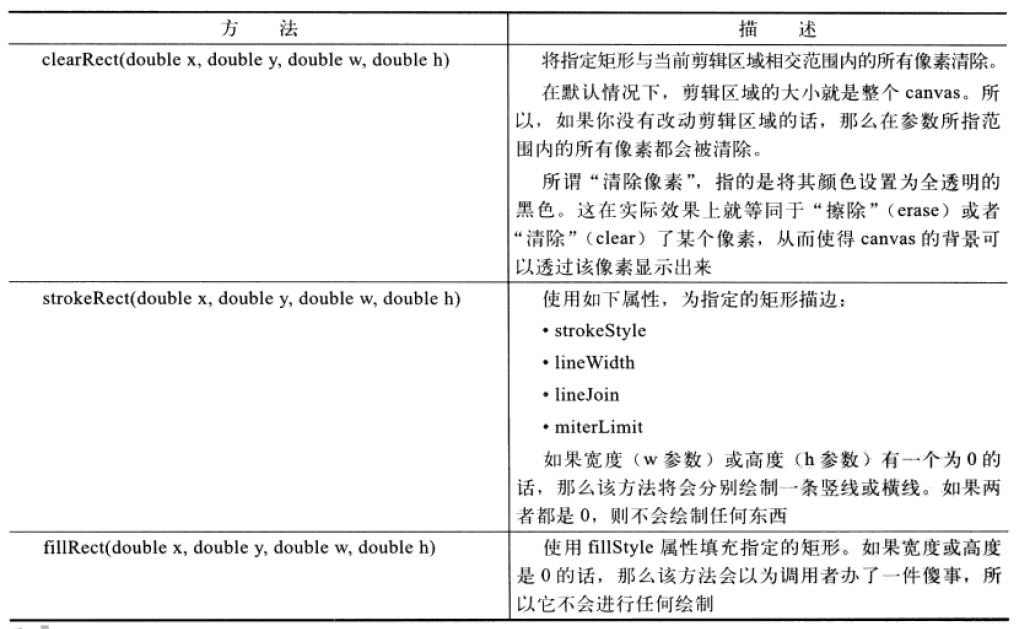 方 法
描 述
clearRect(double x, double y, double w, double h)
将指定矩形与当前剪辑区域相交范围内的所有像素清除。
在默认情况下，剪辑区域的大小就是整个 canvas。所
以，如果你没有改动剪辑区域的话，那么在参数所指范
围内的所有像素都会被清除。
所谓“清除像素”，指的是将其颜色设置为全透明的
黑色。这在实际效果上就等同于“擦除”（erase）或者
“清除”（clear）了某个像素，从而使得 canvas 的背景可
以透过该像素显示出来
strokeRect(double x, double y, double w, double h)
使用如下属性，为指定的矩形描边：
• strokeStyle
• lineWidth
• lineJoin
• miterLimit
如果宽度（w 参数）或高度（h 参数）有一个为 0 的
话，那么该方法将会分别绘制一条竖线或横线。如果两
者都是 0，则不会绘制任何东西
fillRect(double x, double y, double w, double h)
使用 fillStyle 属性填充指定的矩形。如果宽度或高度
是 0 的话，那么该方法会以为调用者办了一件傻事，所
以它不会进行任何绘制